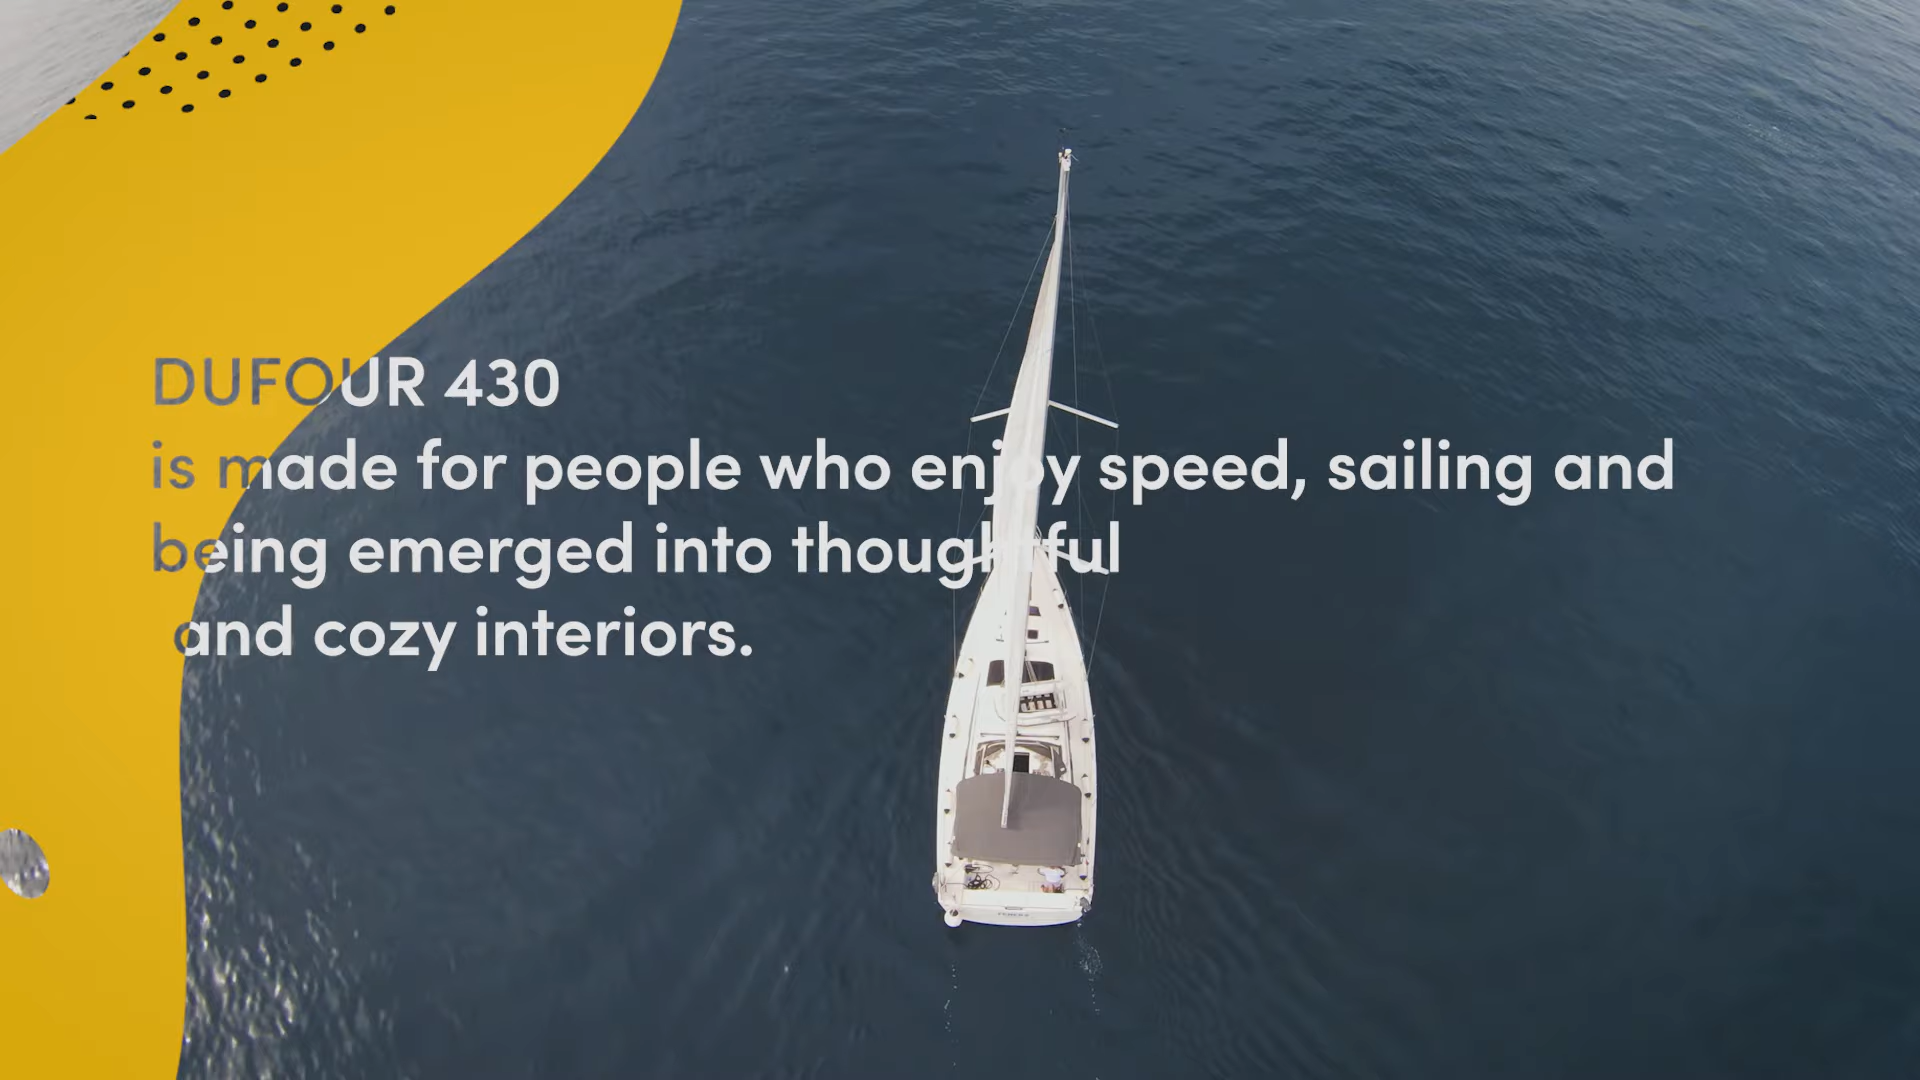 DUFOUR 430
is made for people who enjoy speed, sailing and
being emerged into thoughtful
and cozy interiors.